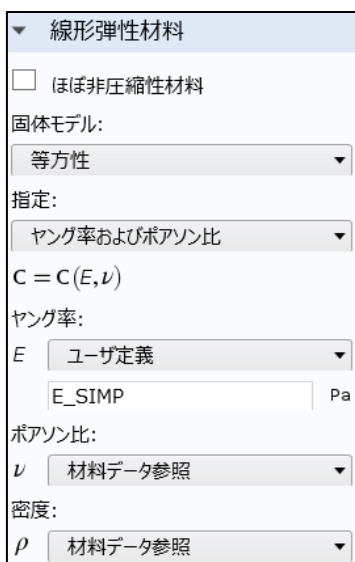 線形弾性材料
ほぼ非圧縮性材料
固体モデル:
等方性
指定:
ヤング率およびポアソン比
C = C(E,ν)
ヤング率:
E ユーザ定義
E_SIMP Pa
ポアソン比:
ν 材料データ参照
密度:
ρ 材料データ参照